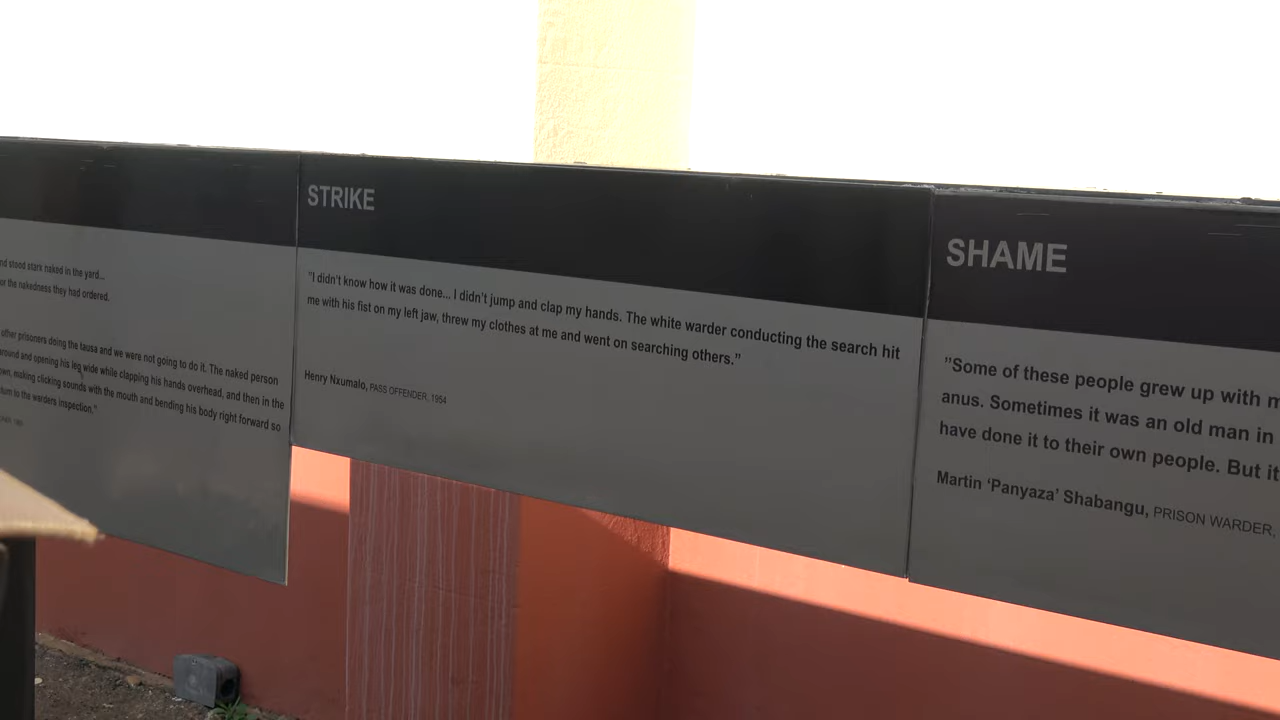 nd stood stark naked in the yard...
or the nakedness they had ordered.
other prisoners doing the tausa and we were not going to do it. The naked person
around and opening his leg wide while clapping his hands overhead, and then in the
own, making clicking sounds with the mouth and bending his body right forward so
turn to the warders inspection."
STRIKE
"I didn't know how it was done... I didn't jump and clap my hands. The white warder conducting the search hit
me with his fist on my left jaw, threw my clothes at me and went on searching others."
Henry Nxumalo, PASS OFFENDER, 1954
SHAME
"Some of these people grew up with m
anus. Sometimes it was an old man in
have done it to their own people. But it
Martin 'Panyaza' Shabangu, PRISON WARDER,